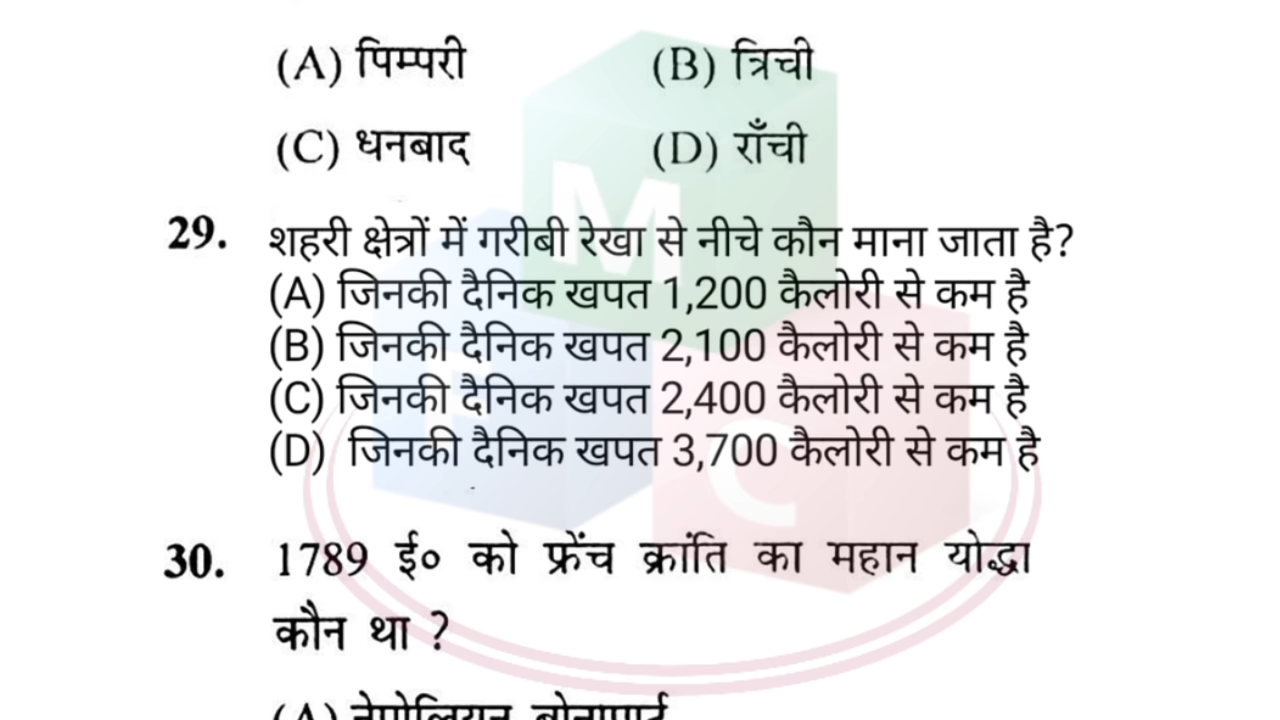 (A) पिम्परी (B) त्रिची
(C) धनबाद (D) राँची
29. शहरी क्षेत्रों में गरीबी रेखा से नीचे कौन माना जाता है?
(A) जिनकी दैनिक खपत 1,200 कैलोरी से कम है
(B) जिनकी दैनिक खपत 2,100 कैलोरी से कम है
(C) जिनकी दैनिक खपत 2,400 कैलोरी से कम है
(D) जिनकी दैनिक खपत 3,700 कैलोरी से कम है
30. 1789 ई० को फ्रेंच क्रांति का महान योद्धा
कौन था ?
(A) नेपोलियन बोनापार्ट
M
C